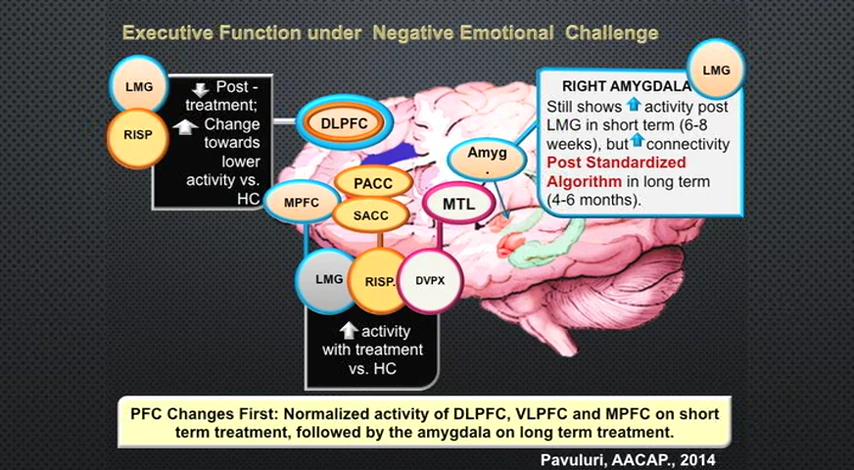 Executive Function under Negative Emotional Challenge
LMG
RISP
Post -
treatment;
Change
towards
lower
activity vs.
HC
DLPFC
PACC
MPFC
SACC
Amyg
.
MTL
LMG
RISP.
DVPX
activity
with treatment
vs. HC
LMG
RIGHT AMYGDALA
Still shows activity post
LMG in short term (6-8
weeks), but connectivity
Post Standardized
Algorithm in long term
(4-6 months).
PFC Changes First: Normalized activity of DLPFC, VLPFC and MPFC on short
term treatment, followed by the amygdala on long term treatment.
Pavuluri, AACAP., 2014